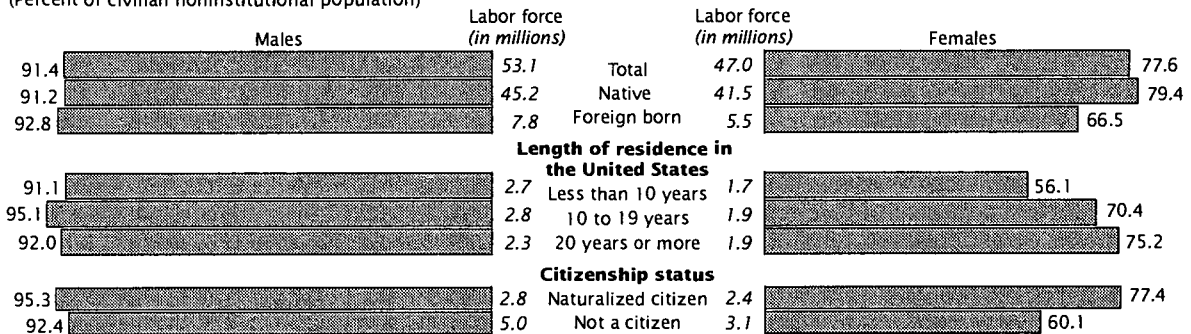 (Percent of civilian noninstitutional population)
Labor force Labor force
Males (in millions) (in millions) Females
91.4 53.1 Total 47.0 77.6
91.2 45.2 Native 41.5 79.4
92.8 7.8 Foreign born 5.5 66.5
Length of residence in
the United States
91.1 2.7 Less than 10 years 1.7 56.1
95.1 2.8 10 to 19 years 1.9 70.4
92.0 2.3 20 years or more 1.9 75.2
Citizenship status
95.3 2.8 Naturalized citizen 2.4 77.4
92.4 5.0 Not a citizen 3.1 60.1